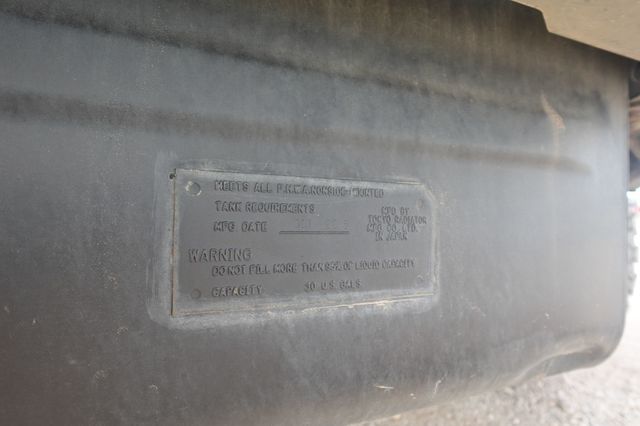 MEETS ALL F.H.W.A. NONSIDE-MOUNTED
TANK REQUIREMENTS
MFG DATE
MFD BY
TOKYO RADIATOR
MFG CO. LTD.
IN JAPAN
WARNING
DO NOT FILL MORE THAN 95% OF LIQUID CAPACITY
CAPACITY 30 U.S GALS